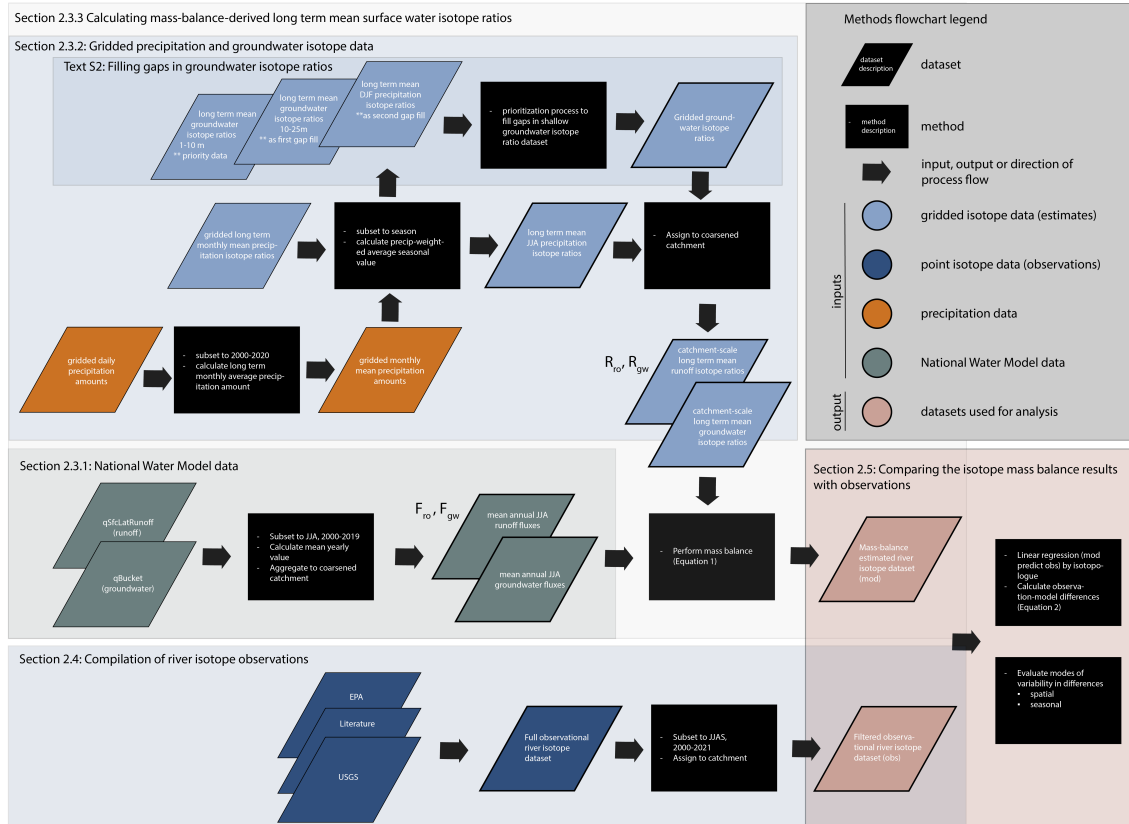 Section 2.3.3 Calculating mass-balance-derived long term mean surface water isotope ratios
Section 2.3.2: Gridded precipitation and groundwater isotope data
Text S2: Filling gaps in groundwater isotope ratios
long term mean
groundwater
isotope ratios
1-10 m
** priority data
long term mean
groundwater
isotope ratios
10-25m
** as first gap fill
long term mean
DJF precipitation
isotope ratios
**as second gap fill
- prioritization process to
fill gaps in shallow
groundwater isotope
ratio dataset
Gridded ground-
water isotope
ratios
gridded long term
monthly mean precip-
itation isotope ratios
- subset to season
- calculate precip-weight-
ed average seasonal
value
long term mean
JJA precipitation
isotope ratios
- Assign to coarsened
catchment
gridded daily
precipitation
amounts
- subset to 2000-2020
- calculate long term
monthly average precip-
itation amount
gridded monthly
mean precipitation
amounts
Rro, Rgw
catchment-scale
long term mean
runoff isotope ratios
catchment-scale
long term mean
groundwater
isotope ratios
Section 2.3.1: National Water Model data
qSfcLatRunoff
(runoff)
qBucket
(groundwater)
- Subset to JJA, 2000-2019
- Calculate mean yearly
value
- Aggregate to coarsened
catchment
Fro, Fgw
mean annual JJA
runoff fluxes
mean annual JJA
groundwater fluxes
- Perform mass balance
(Equation 1)
Section 2.4: Compilation of river isotope observations
EPA
Literature
USGS
Full observational
river isotope
dataset
- Subset to JJAS,
2000-2021
- Assign to catchment
Section 2.5: Comparing the isotope mass balance results
with observations
Mass-balance
estimated river
isotope dataset
(mod)
Filtered observa-
tional river isotope
dataset (obs)
- Linear regression (mod
predict obs) by isotopo-
logue
- Calculate observa-
tion-model differences
(Equation 2)
- Evaluate modes of
variability in differences
▪ spatial
▪ seasonal
Methods flowchart legend
dataset
description
dataset
- method
description
method
input, output or direction of
process flow
inputs
gridded isotope data (estimates)
point isotope data (observations)
precipitation data
National Water Model data
output
datasets used for analysis